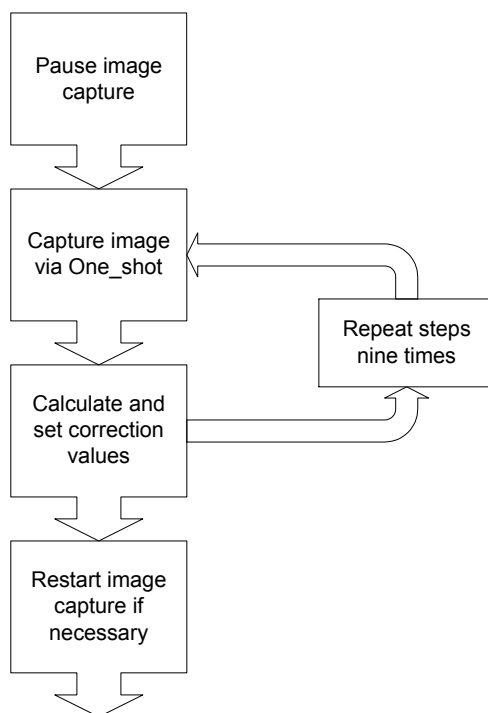 Pause image
capture
Capture image
via One_shot
Repeat steps
nine times
Calculate and
set correction
values
Restart image
capture if
necessary